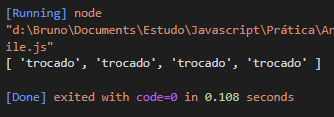 [Running] node
"d:\Bruno\Documents\Estudo\Javascript\Prática\Ar
ile.js"
[ 'trocado', 'trocado', 'trocado', 'trocado' ]
[Done] exited with code=0 in 0.108 seconds